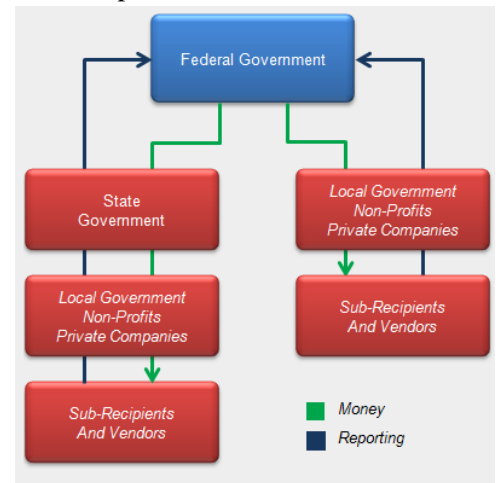 Federal Government
State
Government
Local Government
Non-Profits
Private Companies
Local Government
Non-Profits
Private Companies
Sub-Recipients
And Vendors
Sub-Recipients
And Vendors
Money
Reporting